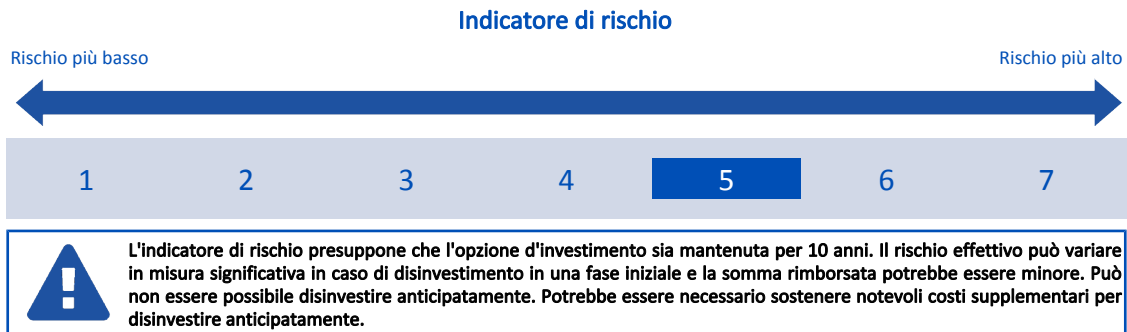 Indicatore di rischio
Rischio più basso
Rischio più alto
1 2 3 4 5 6 7
L'indicatore di rischio presuppone che l'opzione d'investimento sia mantenuta per 10 anni. Il rischio effettivo può variare
in misura significativa in caso di disinvestimento in una fase iniziale e la somma rimborsata potrebbe essere minore. Può
non essere possibile disinvestire anticipatamente. Potrebbe essere necessario sostenere notevoli costi supplementari per
disinvestire anticipatamente.